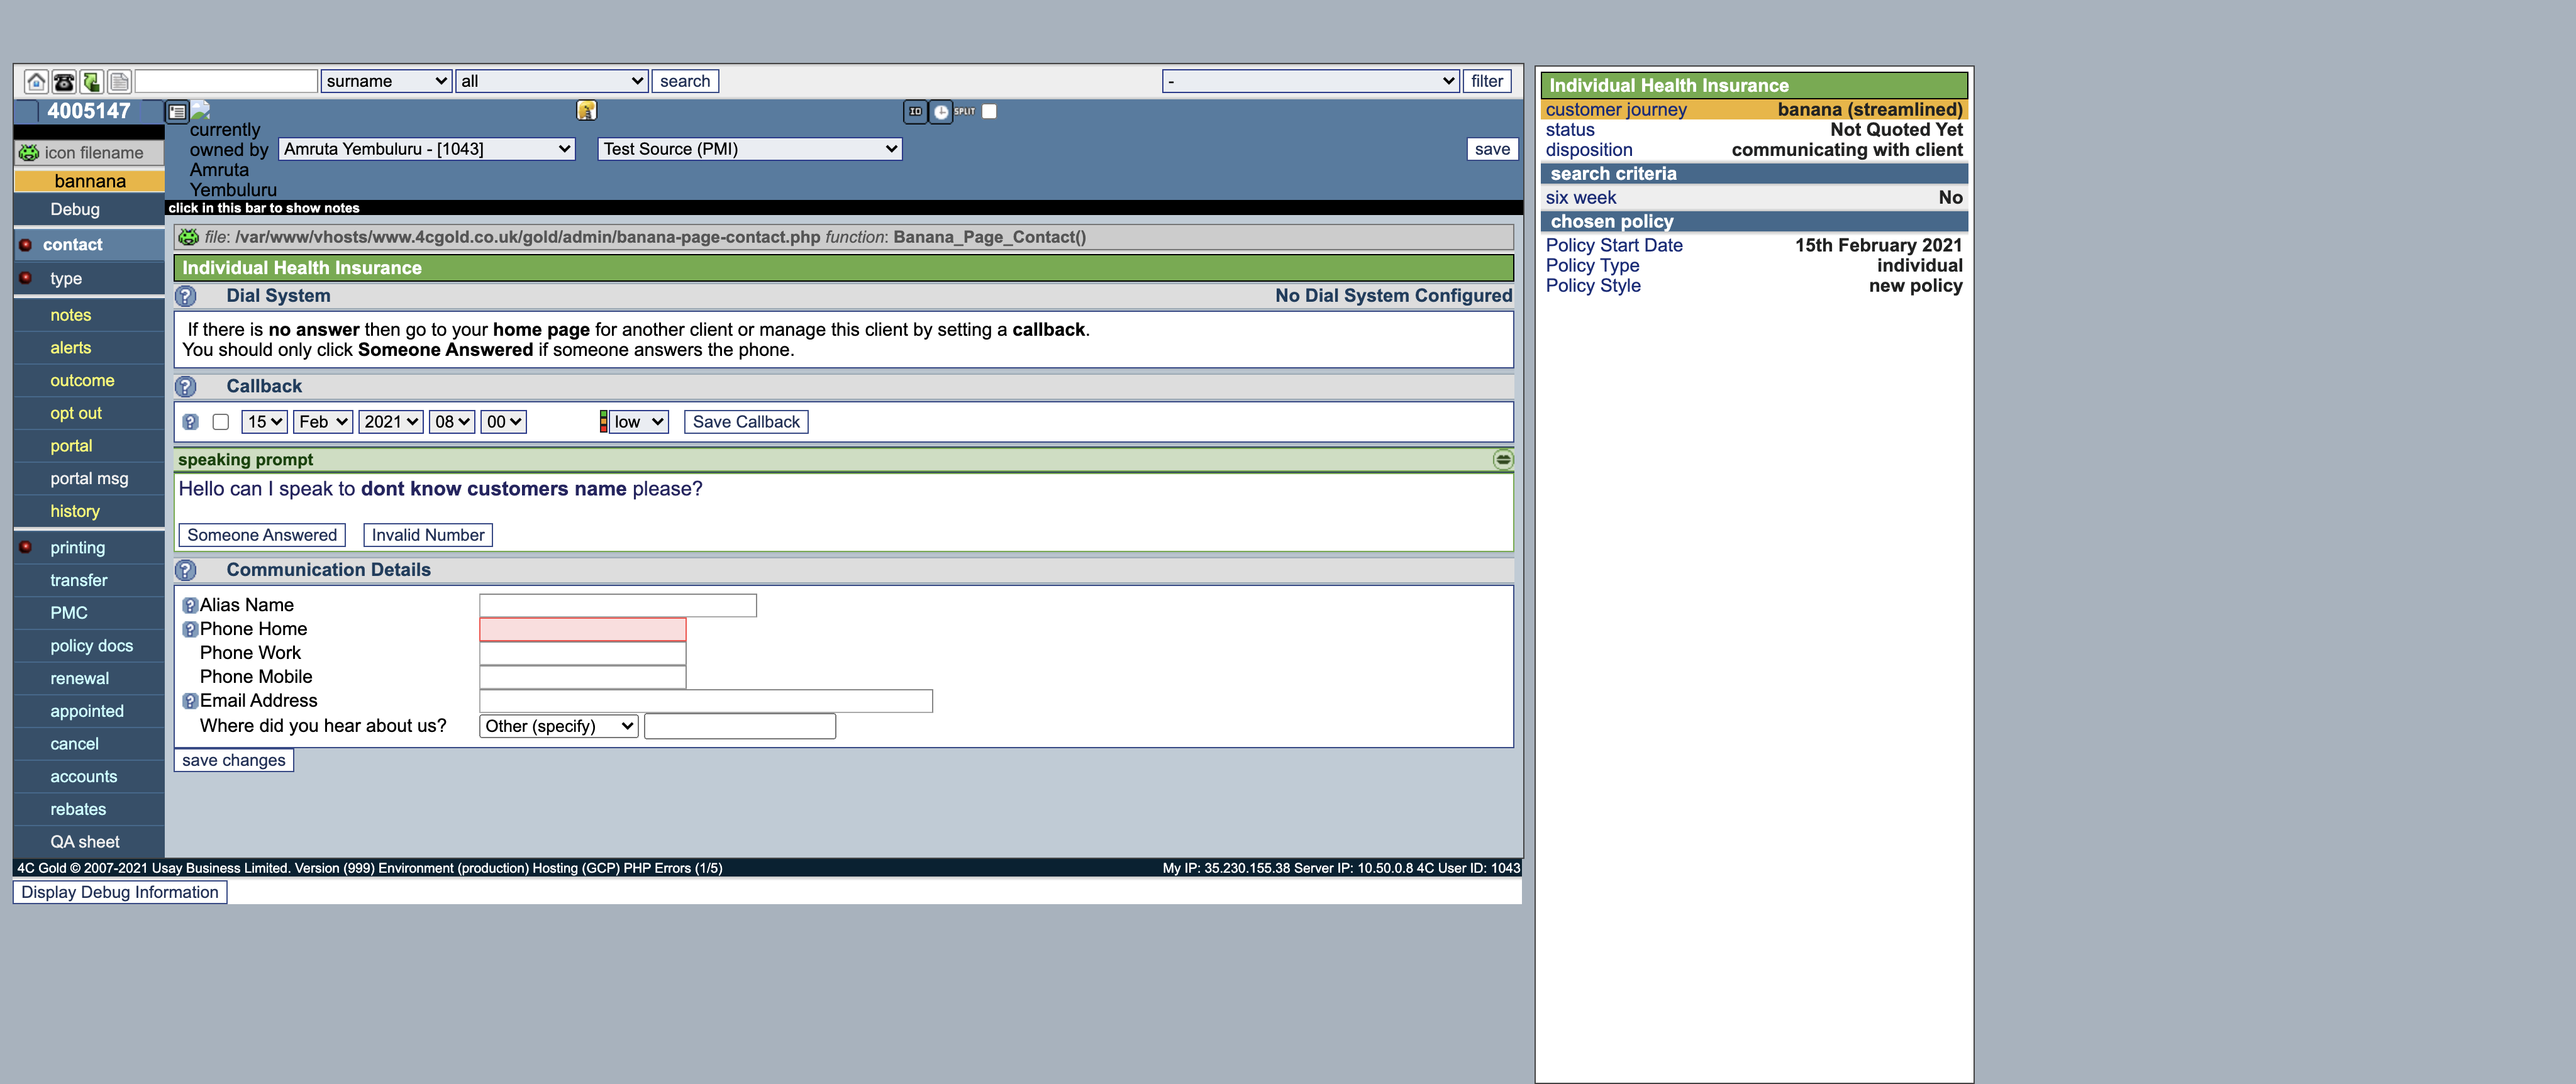 surname all search - filter
4005147 IO SPLIT
currently owned by Amruta Yembuluru
Amruta Yembuluru - [1043] Test Source (PMI) save
icon filename
bannana
Debug
contact
type
notes
alerts
outcome
opt out
portal
portal msg
history
printing
transfer
PMC
policy docs
renewal
appointed
cancel
accounts
rebates
QA sheet
click in this bar to show notes
file: /var/www/vhosts/www.4cgold.co.uk/gold/admin/banana-page-contact.php function: Banana_Page_Contact()
Individual Health Insurance
? Dial System No Dial System Configured
If there is no answer then go to your home page for another client or manage this client by setting a callback.
You should only click Someone Answered if someone answers the phone.
? Callback
? 15 Feb 2021 08 00 low Save Callback
speaking prompt
Hello can I speak to dont know customers name please?
Someone Answered Invalid Number
? Communication Details
? Alias Name
? Phone Home
Phone Work
Phone Mobile
? Email Address
Where did you hear about us? Other (specify)
save changes
4C Gold © 2007-2021 Usay Business Limited. Version (999) Environment (production) Hosting (GCP) PHP Errors (1/5) My IP: 35.230.155.38 Server IP: 10.50.0.8 4C User ID: 1043
Display Debug Information
Individual Health Insurance
customer journey banana (streamlined)
status Not Quoted Yet
disposition communicating with client
search criteria
six week No
chosen policy
Policy Start Date 15th February 2021
Policy Type individual
Policy Style new policy